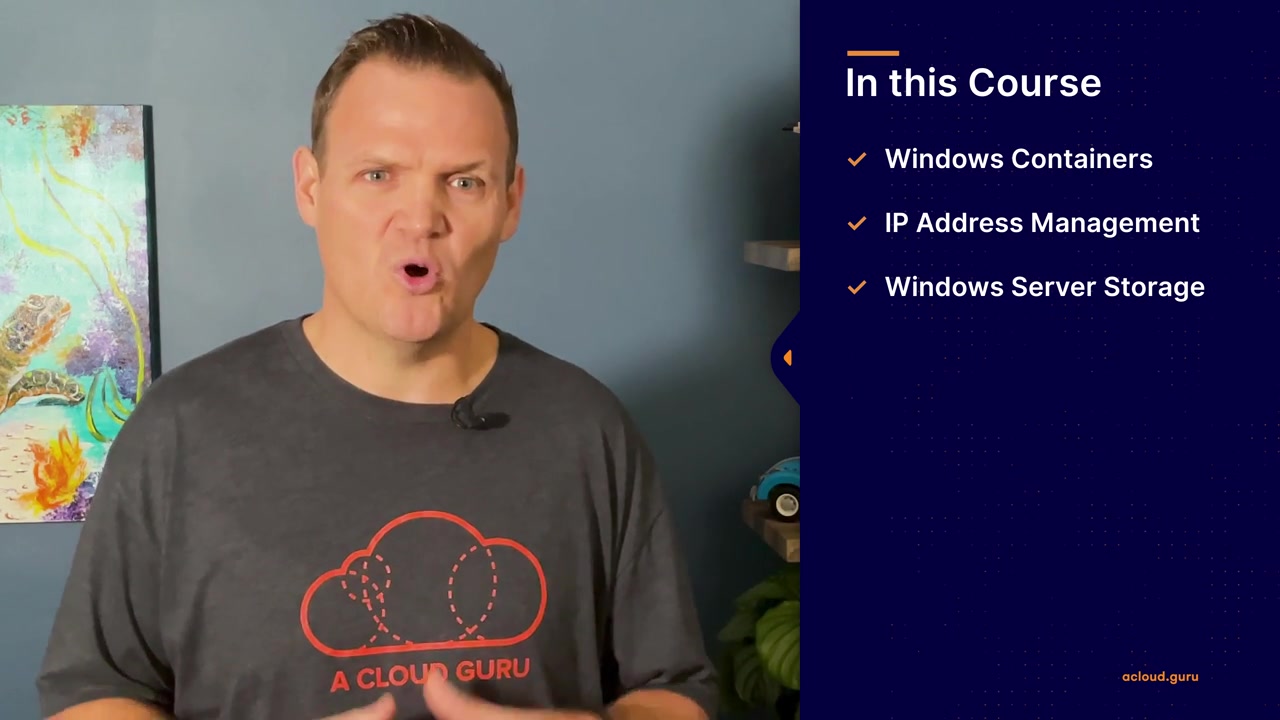 In this Course
Windows Containers
IP Address Management
Windows Server Storage
A CLOUD GURU
acloud.guru